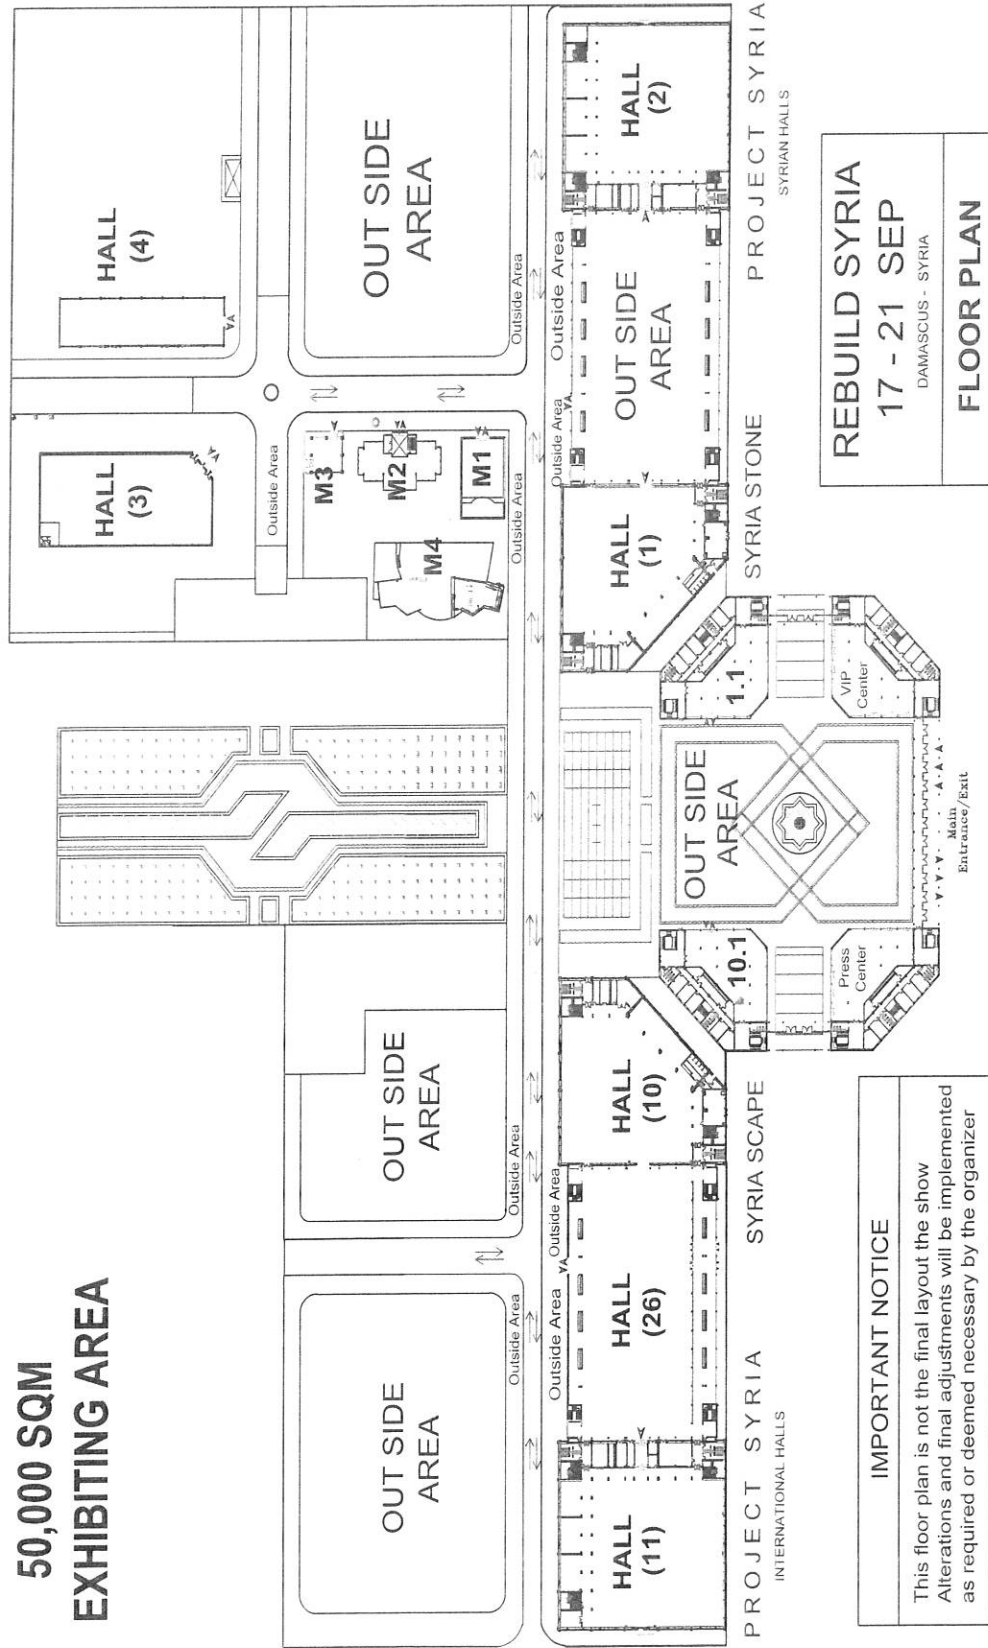 50,000 SQM
EXHIBITING AREA
HALL
(3)
HALL
(4)
Outside Area
M3
M2
M4
M1
OUT SIDE
AREA
OUT SIDE
AREA
OUT SIDE
AREA
Outside Area
Outside Area
Outside Area
Outside Area
Outside Area
Outside Area
Outside Area
Outside Area
HALL
(11)
HALL
(26)
HALL
(10)
HALL
(1)
OUT SIDE
AREA
HALL
(2)
OUT SIDE
AREA
10.1
1.1
PROJECT SYRIA
INTERNATIONAL HALLS
SYRIA SCAPE
SYRIA STONE
PROJECT SYRIA
SYRIAN HALLS
Press
Center
VIP
Center
Main
Entrance/Exit
IMPORTANT NOTICE
This floor plan is not the final layout the show
Alterations and final adjustments will be implemented
as required or deemed necessary by the organizer
REBUILD SYRIA
17 - 21 SEP
DAMASCUS - SYRIA
FLOOR PLAN